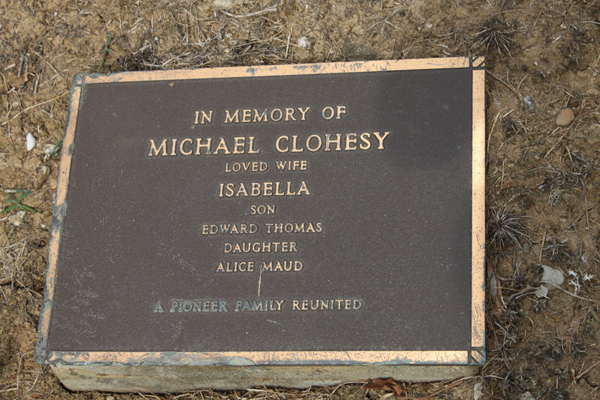 IN MEMORY OF
MICHAEL CLOHESY
LOVED WIFE
ISABELLA
SON
EDWARD THOMAS
DAUGHTER
ALICE MAUD
A PIONEER FAMILY REUNITED